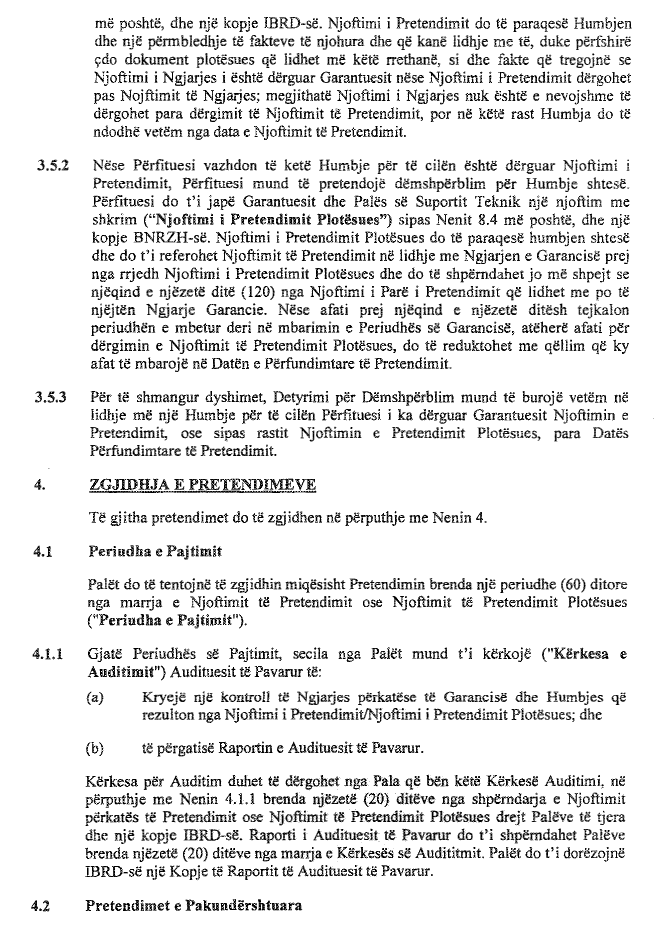 më poshtë, dhe një kopje IBRD-së. Njoftimi i Pretendimit do të paraqesë Humbjen
dhe një përmbledhje të fakteve të njohura dhe që kanë lidhje me të, duke përfshirë
çdo dokument plotësues që lidhet më këtë rrethanë, si dhe fakte që tregojnë se
Njoftimi i Ngjarjes i është dërguar Garantuesit nëse Njoftimi i Pretendimit dërgohet
pas Nojftimit të Ngjarjes; megjithatë Njoftimi i Ngjarjes nuk është e nevojshme të
dërgohet para dërgimit të Njoftimit të Pretendimit, por në këtë rast Humbja do të
ndodhë vetëm nga data e Njoftimit të Pretendimit.
3.5.2 Nëse Përfituesi vazhdon të ketë Humbje për të cilën është dërguar Njoftimi i
Pretendimit, Përfituesi mund të pretendojë dëmshpërblim për Humbje shtesë.
Përfituesi do t'i japë Garantuesit dhe Palës së Suportit Teknik një njoftim me
shkrim ("Njoftimi i Pretendimit Plotësues") sipas Nenit 8.4 më poshtë, dhe një
kopje BNRZH-së. Njoftimi i Pretendimit Plotësues do të paraqesë humbjen shtesë
dhe do t'i referohet Njoftimit të Pretendimit në lidhje me Ngjarjen e Garancisë prej
nga rrjedh Njoftimi i Pretendimit Plotësues dhe do të shpërndahet jo më shpejt se
njëqind e njëzetë ditë (120) nga Njoftimi i Parë i Pretendimit që lidhet me po të
njëjtën Ngjarje Garancie. Nëse afati prej njëqind e njëzetë ditësh tejkalon
periudhën e mbetur deri në mbarimin e Periudhës së Garancisë, atëherë afati për
dërgimin e Njoftimit të Pretendimit Plotësues, do të reduktohet me qëllim që ky
afat të mbarojë në Datën e Përfundimtare të Pretendimit.
3.5.3 Për të shmangur dyshimet, Detyrimi për Dëmshpërblim mund të burojë vetëm në
lidhje më një Humbje për të cilën Përfituesi i ka dërguar Garantuesit Njoftimin e
Pretendimit, ose sipas rastit Njoftimin e Pretendimit Plotësues, para Datës
Përfundimtare të Pretendimit.
4. ZGJIDHJA E PRETENDIMEVE
Të gjitha pretendimet do të zgjidhen në përputhje me Nenin 4.
4.1 Periudha e Pajtimit
Palët do të tentojnë të zgjidhin miqësisht Pretendimin brenda një periudhe (60) ditore
nga marrja e Njoftimit të Pretendimit ose Njoftimit të Pretendimit Plotësues
("Periudha e Pajtimit").
4.1.1 Gjatë Periudhës së Pajtimit, secila nga Palët mund t'i kërkojë ("Kërkesa e
Auditimit") Audituesit të Pavarur të:
(a) Kryejë një kontroll të Ngjarjes përkatëse të Garancisë dhe Humbjes që
rezulton nga Njoftimi i Pretendimit/Njoftimi i Pretendimit Plotësues; dhe
(b) të përgatisë Raportin e Audituesit të Pavarur.
Kërkesa për Auditim duhet të dërgohet nga Pala që bën këtë Kërkesë Auditimi, në
përputhje me Nenin 4.1.1 brenda njëzetë (20) ditëve nga shpërndarja e Njoftimit
përkatës të Pretendimit ose Njoftimit të Pretendimit Plotësues drejt Palëve të tjera
dhe një kopje IBRD-së. Raporti i Audituesit të Pavarur do t'i shpërndahet Palëve
brenda njëzetë (20) ditëve nga marrja e Kërkesës së Audititmit. Palët do t'i dorëzojnë
IBRD-së një Kopje të Raportit të Audituesit të Pavarur.
4.2 Pretendimet e Pakundërshtuara